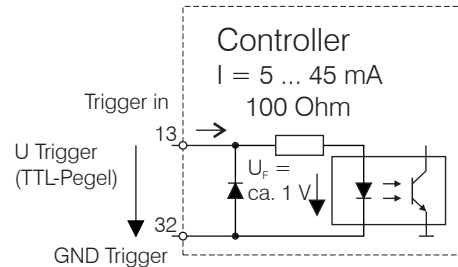 Controller
I = 5 ... 45 mA
100 Ohm
Trigger in
13
U Trigger
(TTL-Pegel)
U_F =
ca. 1 V
32
GND Trigger